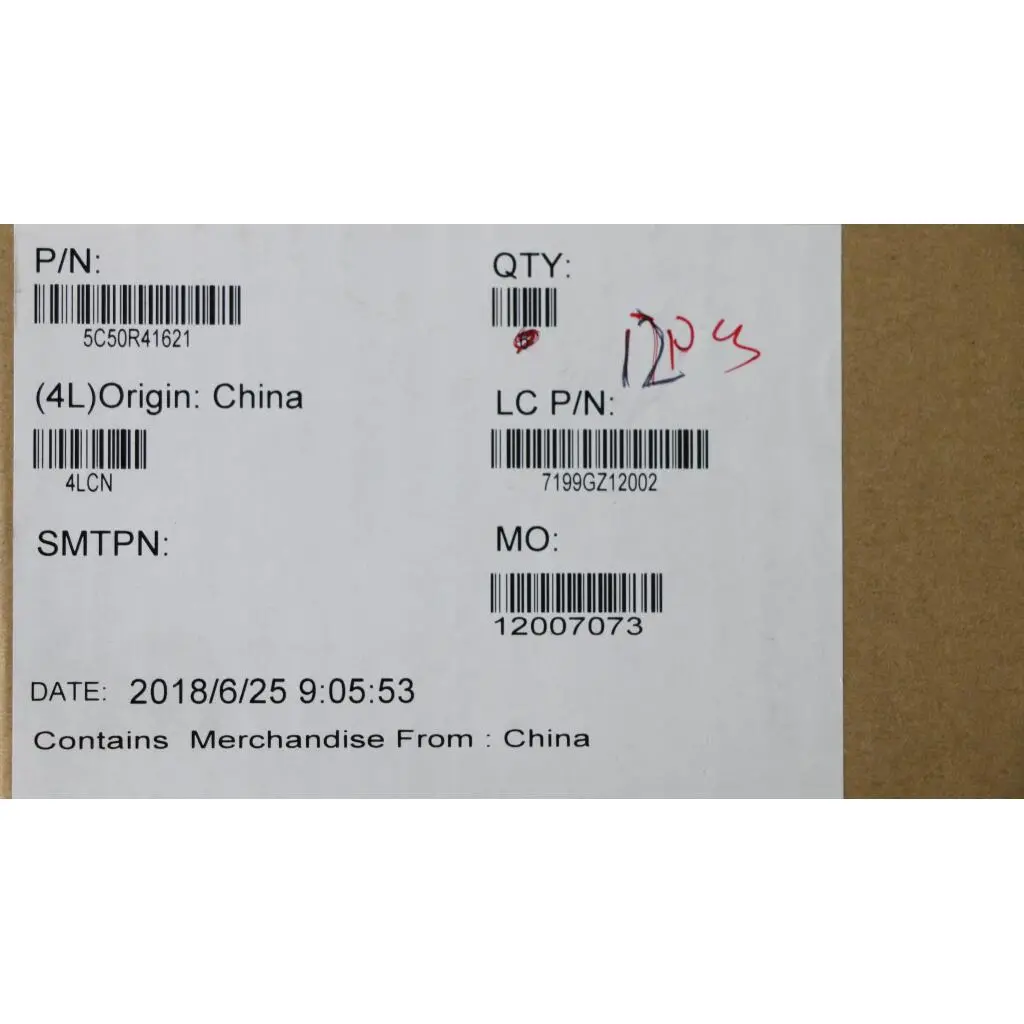 P/N:
5C50R41621
(4L)Origin: China
4LCN
SMTPN:
QTY:
12PCS
LC P/N:
7199GZ12002
MO:
12007073
DATE: 2018/6/25 9:05:53
Contains Merchandise From : China